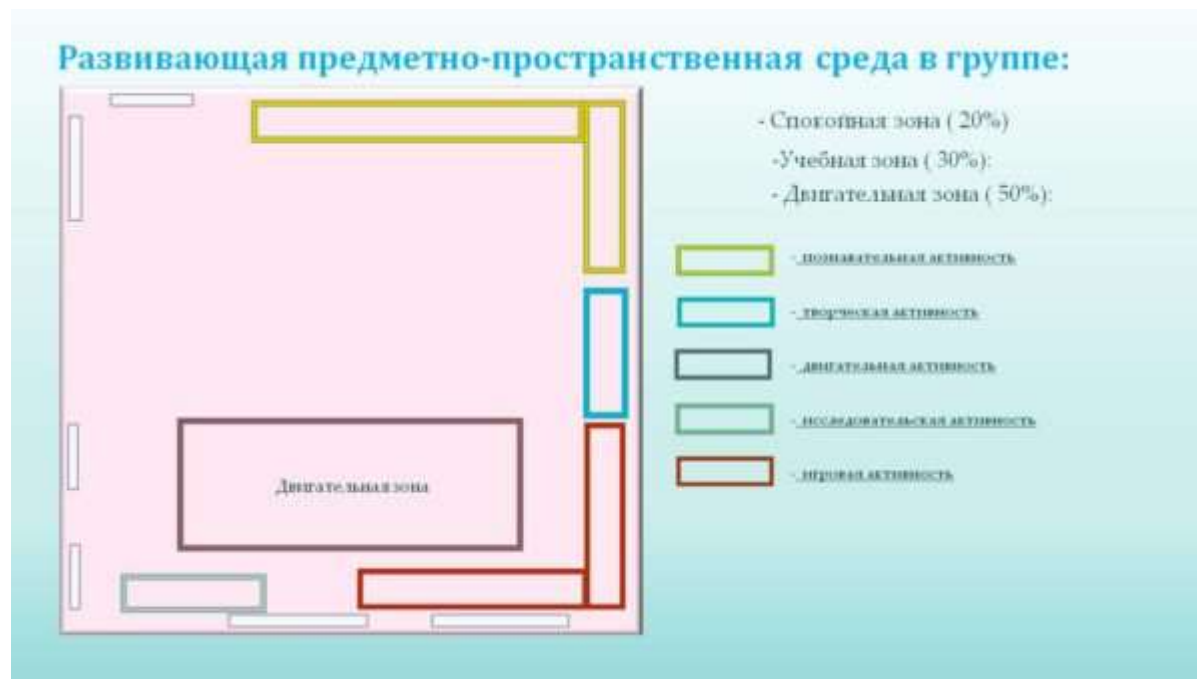 Развивающая предметно-пространственная среда в группе:
- Спокойная зона ( 20%)
-Учебная зона ( 30%):
- Двигательная зона ( 50%):
- познавательная активность
- творческая активность
- двигательная активность
- исследовательская активность
- игровая активность
Двигательная зона